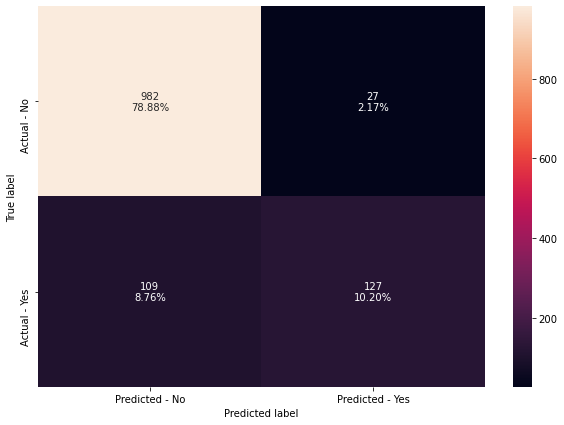 982
78.88%
27
2.17%
109
8.76%
127
10.20%
Actual - No
Actual - Yes
True label
Predicted - No
Predicted - Yes
Predicted label
800
600
400
200